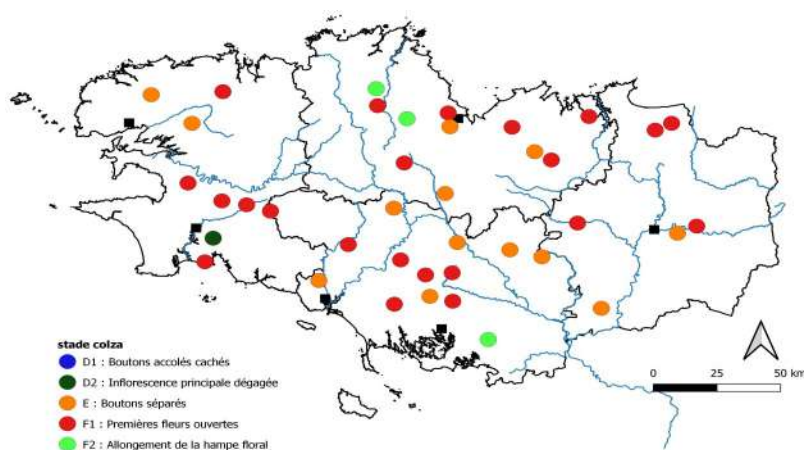 stade colza
D1 : Boutons accolés cachés
D2 : Inflorescence principale dégagée
E : Boutons séparés
F1 : Premières fleurs ouvertes
F2 : Allongement de la hampe floral
0 25 50 km